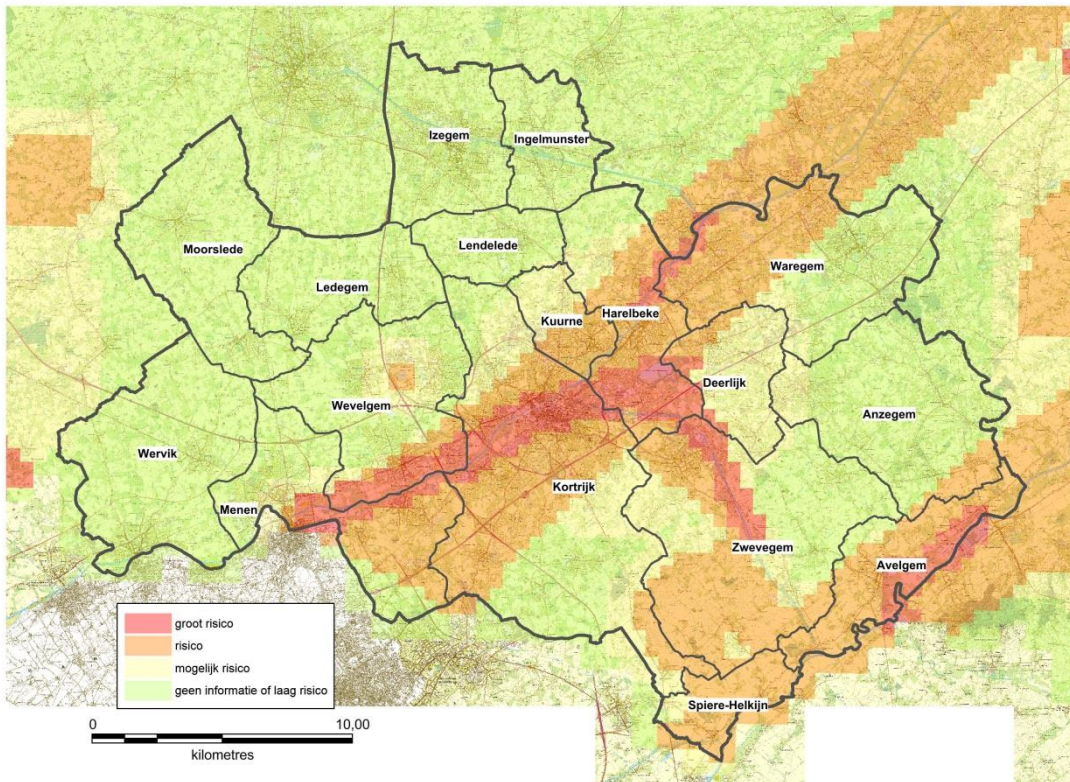 Izegem
Ingelmunster
Moorslede
Lendelede
Waregem
Ledegem
Kuurne
Harelbeke
Deerlijk
Wevelgem
Anzegem
Wervik
Kortrijk
Menen
Zwevegem
Avelgem
Spiere-Helkijn
groot risico
risico
mogelijk risico
geen informatie of laag risico
0 10,00
kilometres